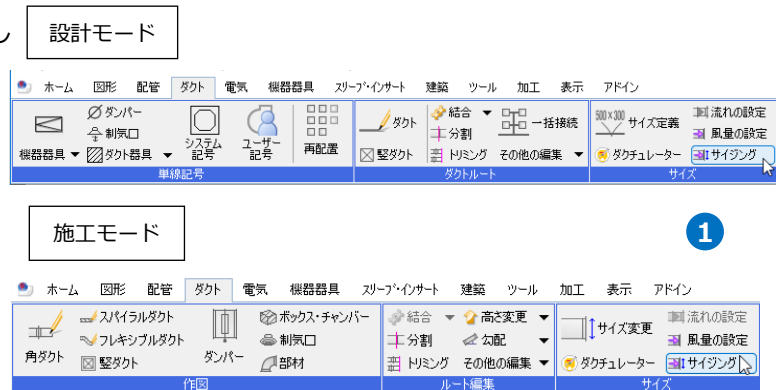 し
設計モード
ホーム 図形 配管 ダクト 電気 機器器具 スリーブ・インサート 建築 ツール 加工 表示 アドイン
ダンパー 結合 流れの設定
制気口 ダクト 分割 一括接続 500×300 サイズ定義 風量の設定
機器器具 ダクト器具 システム記号 ユーザー記号 再配置 竪ダクト トリミング その他の編集 ダクチュレーター サイジング
単線記号 ダクトルート サイズ
施工モード
1
ホーム 図形 配管 ダクト 電気 機器器具 スリーブ・インサート 建築 ツール 加工 表示 アドイン
スパイラルダクト ボックス・チャンバー 結合 高さ変更 流れの設定
フレキシブルダクト 制気口 分割 勾配 サイズ変更 風量の設定
角ダクト 竪ダクト ダンパー 部材 トリミング その他の編集 ダクチュレーター サイジング
作図 ルート編集 サイズ